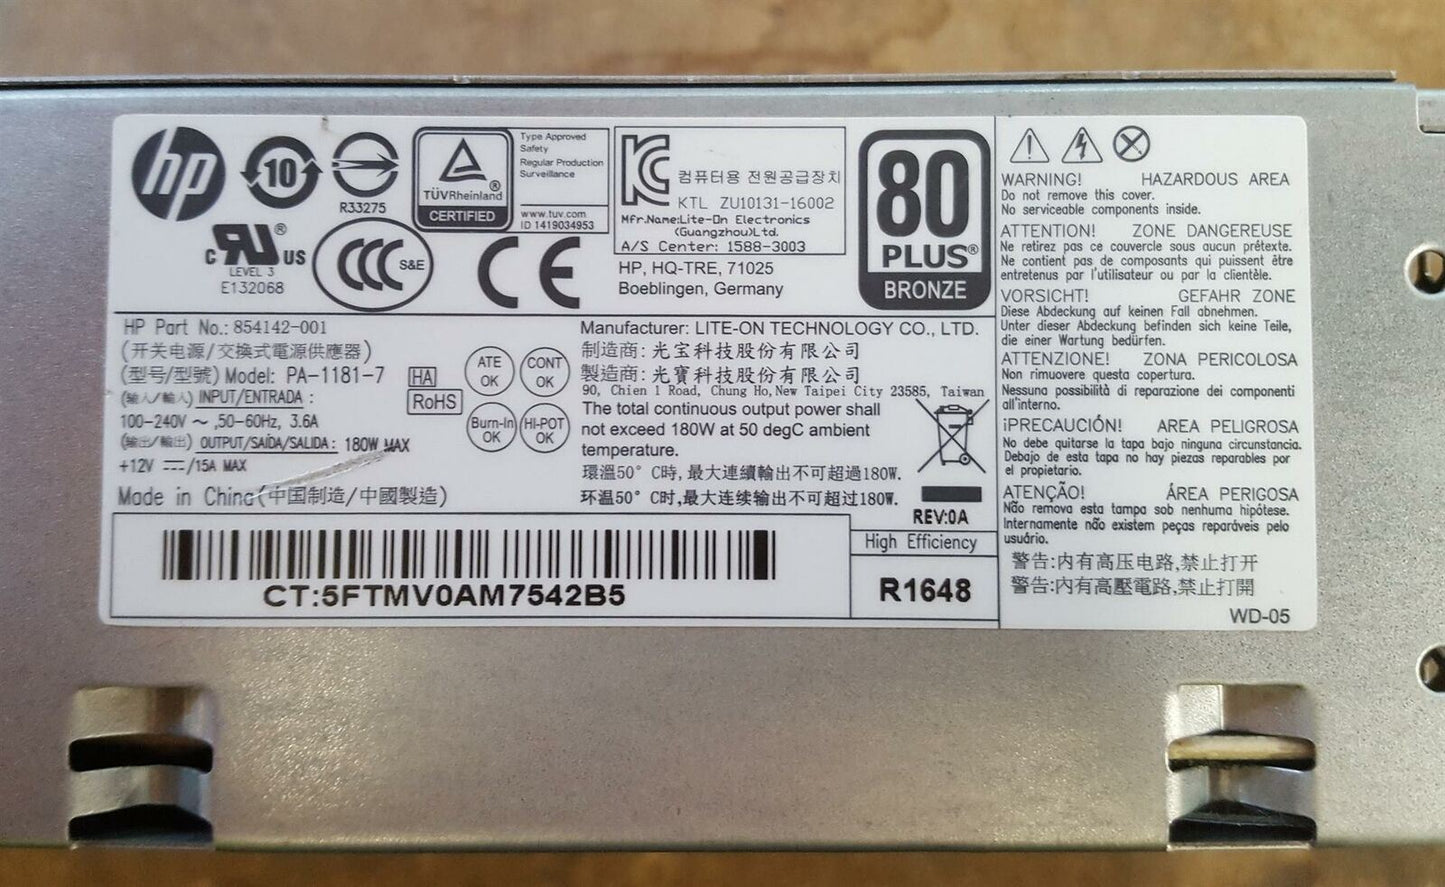 hp
10
R33275
c UL ® US
LEVEL 3
E132068
TÜVRheinland ®
CERTIFIED
Type Approved
Safety
Regular Production
Surveillance
www.tuv.com
ID 1419034953
CCC S&E
CE
KC
컴퓨터용 전원공급장치
KTL ZU10131-16002
Mfr.Name:Lite-On Electronics
(Guangzhou)Ltd.
A/S Center: 1588-3003
HP, HQ-TRE, 71025
Boeblingen, Germany
80
PLUS®
BRONZE
HP Part No.: 854142-001
(开关电源/交換式電源供應器)
(型号/型號) Model: PA-1181-7
(输入/輸入) INPUT/ENTRADA :
100-240V ～ ,50-60Hz, 3.6A
(输出/輸出) OUTPUT/SAÍDA/SALIDA : 180W MAX
+12V ⎓/15A MAX
Made in China(中国制造/中國製造)
HA
RoHS
ATE OK
CONT OK
Burn-In OK
HI-POT OK
Manufacturer: LITE-ON TECHNOLOGY CO., LTD.
制造商: 光宝科技股份有限公司
製造商: 光寶科技股份有限公司
90, Chien 1 Road, Chung Ho,New Taipei City 23585, Taiwan
The total continuous output power shall
not exceed 180W at 50 degC ambient
temperature.
環溫50° C時,最大連續輸出不可超過180W.
环温50° C时,最大连续输出不可超过180W.
REV:0A
CT:5FTMV0AM7542B5
High Efficiency
R1648
WARNING! HAZARDOUS AREA
Do not remove this cover.
No serviceable components inside.
ATTENTION! ZONE DANGEREUSE
Ne retirez pas ce couvercle sous aucun prétexte.
Ne contient pas de composants qui puissent être
entretenus par l'utilisateur ou par la clientèle.
VORSICHT! GEFAHR ZONE
Diese Abdeckung auf keinen Fall abnehmen.
Unter dieser Abdeckung befinden sich keine Teile,
die einer Wartung bedürfen.
ATTENZIONE! ZONA PERICOLOSA
Non rimuovere questa copertura.
Nessuna possibilità di reparazione dei componenti
all'interno.
¡PRECAUCIÓN! AREA PELIGROSA
No debe quitarse la tapa bajo ninguna circunstancia.
Debajo de esta tapa no hay piezas reparables por
el propietario.
ATENÇÃO! ÁREA PERIGOSA
Não remova esta tampa sob nenhuma hipótese.
Internamente não existem peças reparáveis pelo
usuário.
警告:内有高压电路,禁止打开
警告:內有高壓電路,禁止打開
WD-05